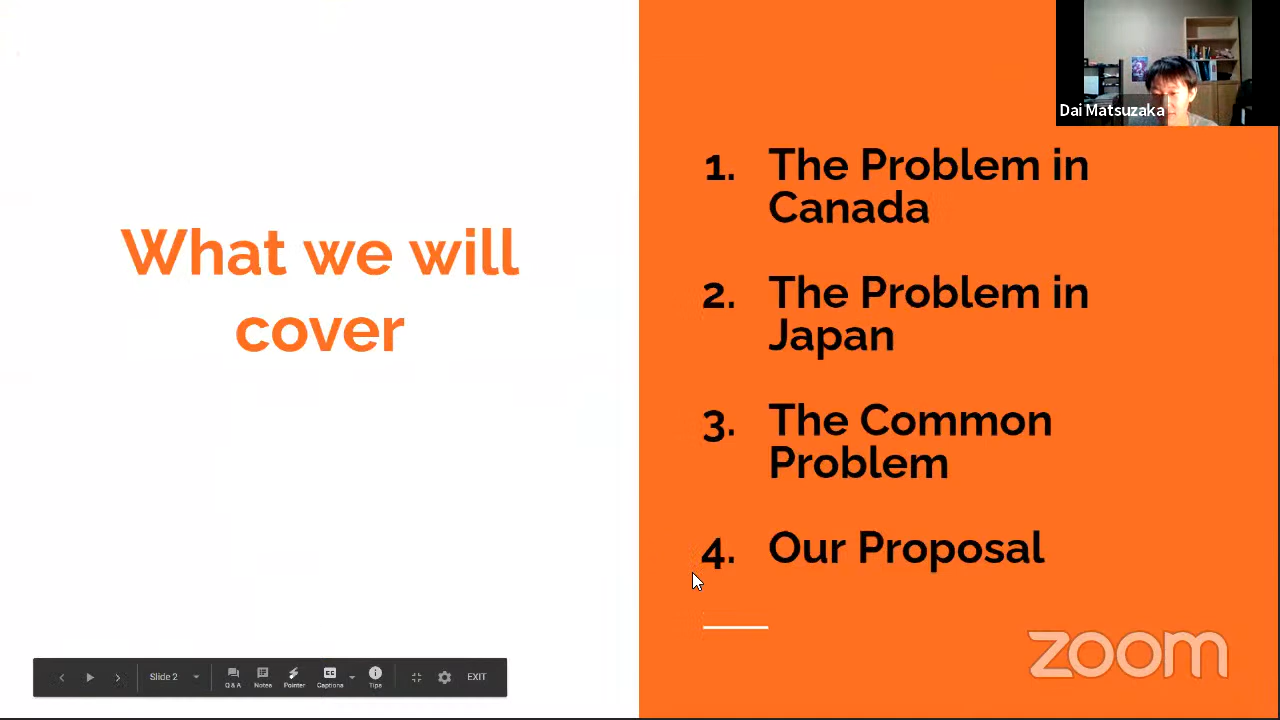 What we will
cover
Dai Matsuzaka
1. The Problem in
Canada
2. The Problem in
Japan
3. The Common
Problem
4. Our Proposal
zoom
Slide 2
Q & A
Notes
Pointer
CC
Captions
Tips
EXIT